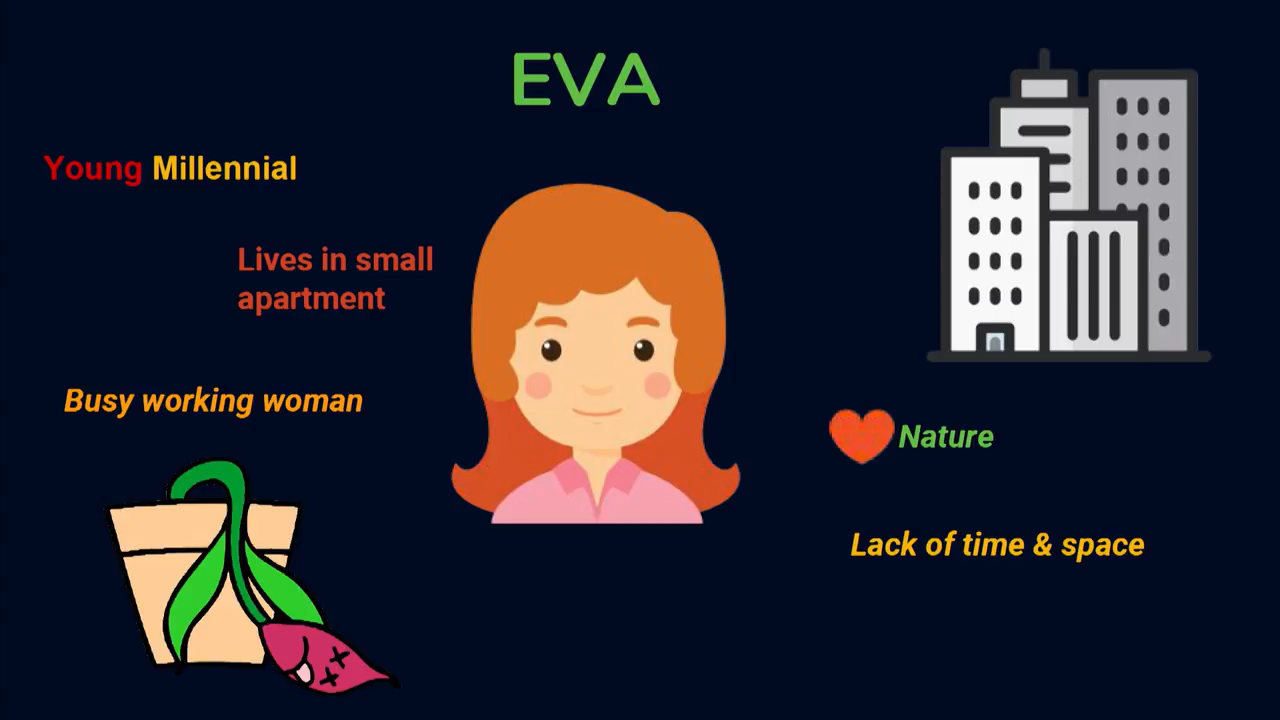 EVA
Young Millennial
Lives in small
apartment
Busy working woman
Nature
Lack of time & space